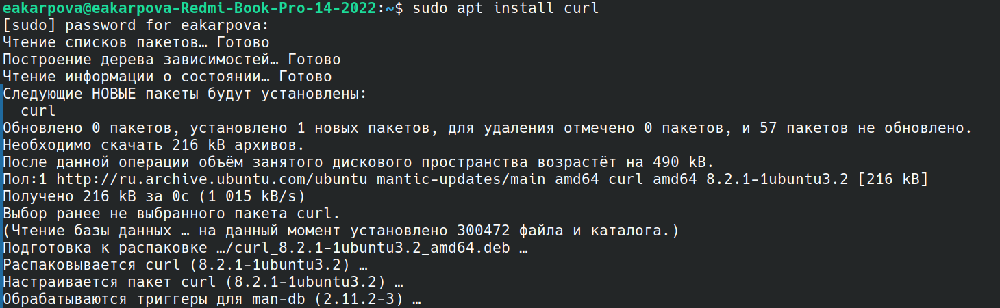 eakarpova@eakarpova-Redmi-Book-Pro-14-2022:~$ sudo apt install curl
[sudo] password for eakarpova:
Чтение списков пакетов… Готово
Построение дерева зависимостей… Готово
Чтение информации о состоянии… Готово
Следующие НОВЫЕ пакеты будут установлены:
  curl
Обновлено 0 пакетов, установлено 1 новых пакетов, для удаления отмечено 0 пакетов, и 57 пакетов не обновлено.
Необходимо скачать 216 kB архивов.
После данной операции объём занятого дискового пространства возрастёт на 490 kB.
Пол:1 http://ru.archive.ubuntu.com/ubuntu mantic-updates/main amd64 curl amd64 8.2.1-1ubuntu3.2 [216 kB]
Получено 216 kB за 0с (1 015 kB/s)
Выбор ранее не выбранного пакета curl.
(Чтение базы данных … на данный момент установлено 300472 файла и каталога.)
Подготовка к распаковке …/curl_8.2.1-1ubuntu3.2_amd64.deb …
Распаковывается curl (8.2.1-1ubuntu3.2) …
Настраивается пакет curl (8.2.1-1ubuntu3.2) …
Обрабатываются триггеры для man-db (2.11.2-3) …